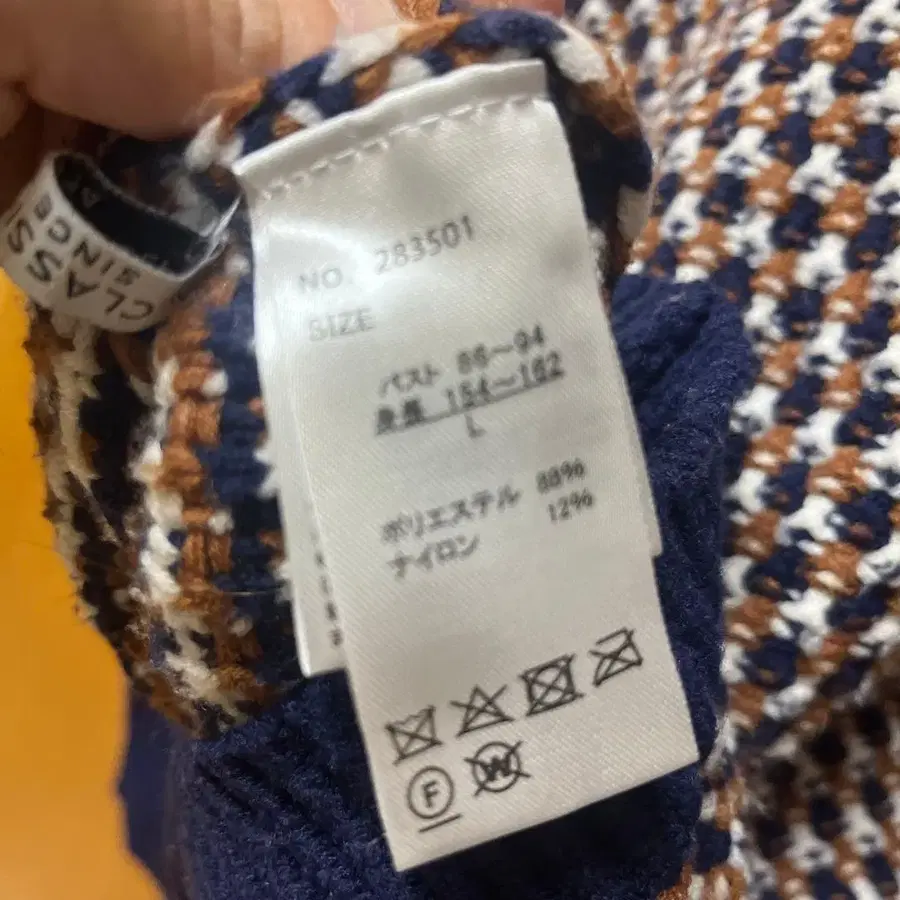 CLASS
SINCE
NO. 283501
SIZE
バスト 86～94
身長 154～162
L
ポリエステル 88%
ナイロン 12%
F
W